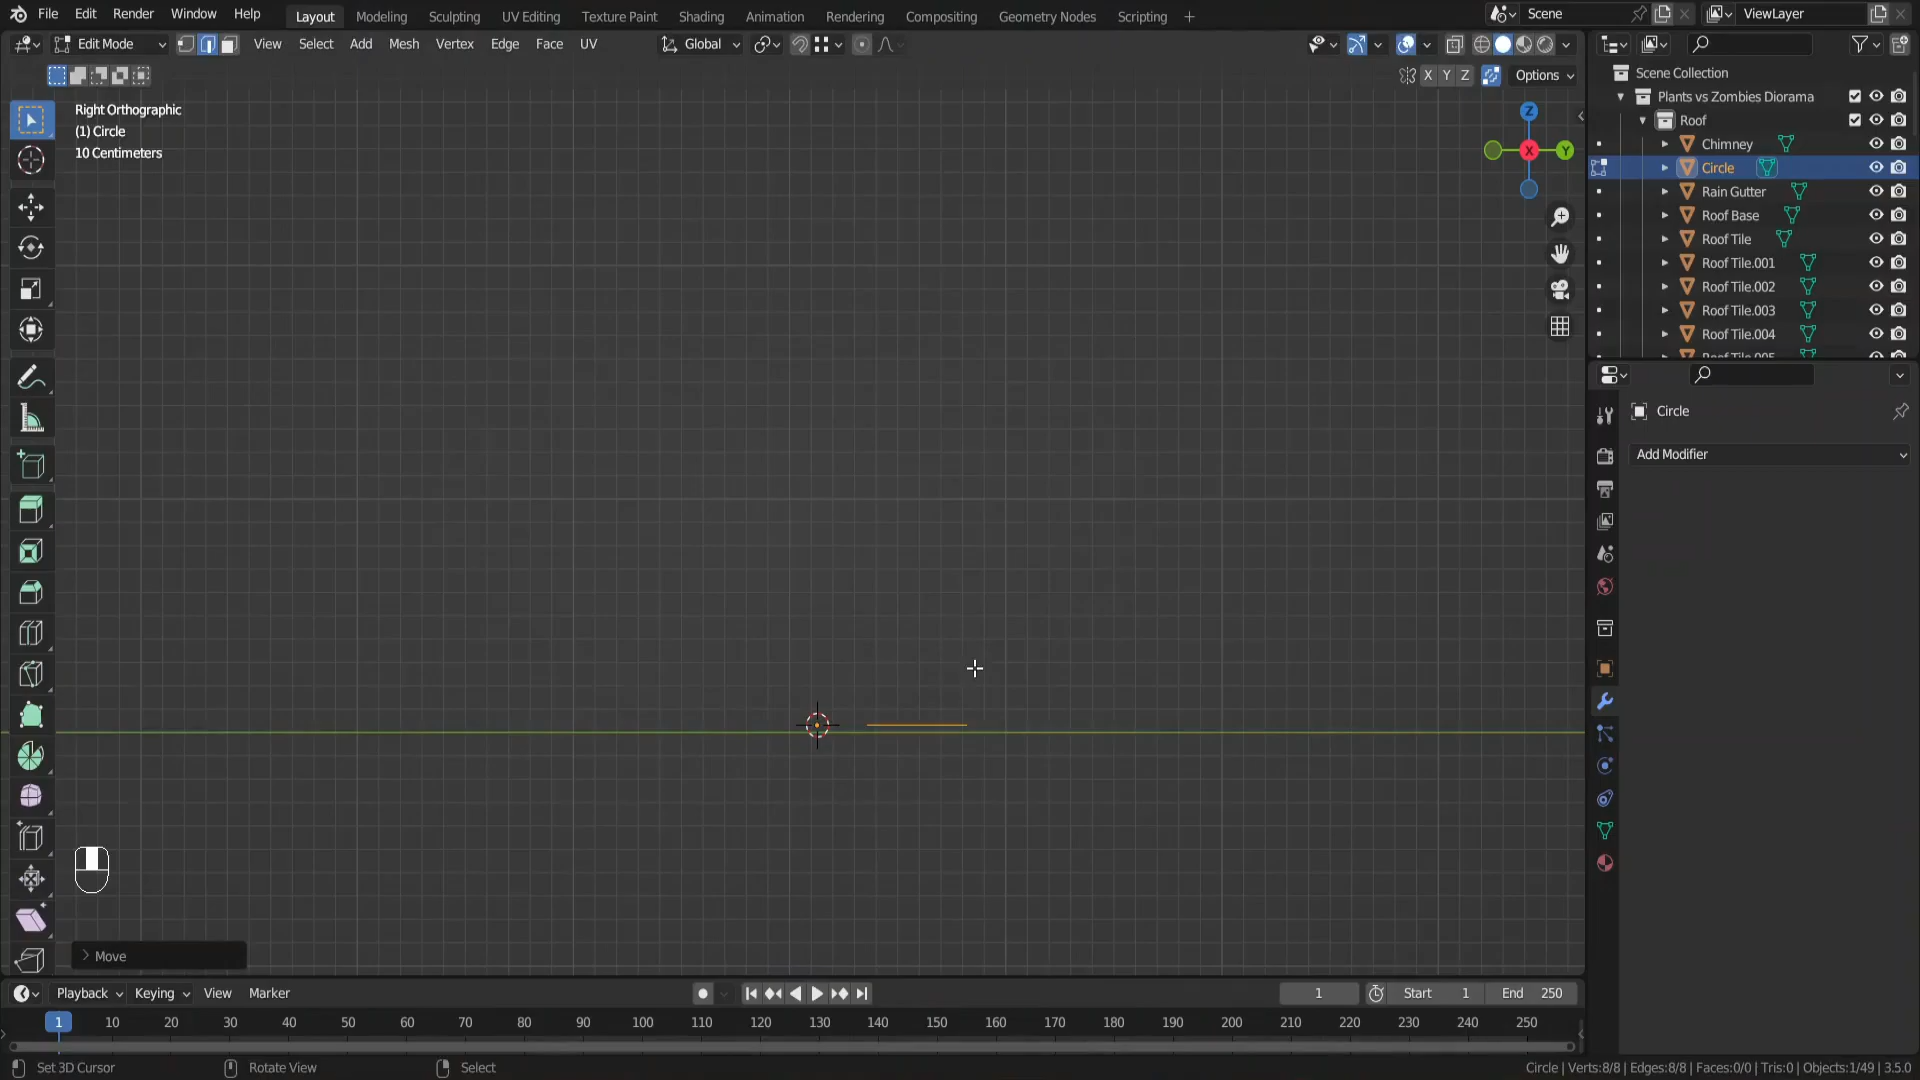 File Edit Render Window Help Layout Modeling Sculpting UV Editing Texture Paint Shading Animation Rendering Compositing Geometry Nodes Scripting + Scene ViewLayer
Edit Mode View Select Add Mesh Vertex Edge Face UV Global
X Y Z Options
Right Orthographic
(1) Circle
10 Centimeters
Z
X Y
Scene Collection
Plants vs Zombies Diorama
Roof
Chimney
Circle
Rain Gutter
Roof Base
Roof Tile
Roof Tile.001
Roof Tile.002
Roof Tile.003
Roof Tile.004
Roof Tile.005
Circle
Add Modifier
Move
Playback Keying View Marker 1 Start 1 End 250
1 10 20 30 40 50 60 70 80 90 100 110 120 130 140 150 160 170 180 190 200 210 220 230 240 250
Set 3D Cursor Rotate View Select Circle | Verts:8/8 | Edges:8/8 | Faces:0/0 | Tris:0 | Objects:1/49 | 3.5.0